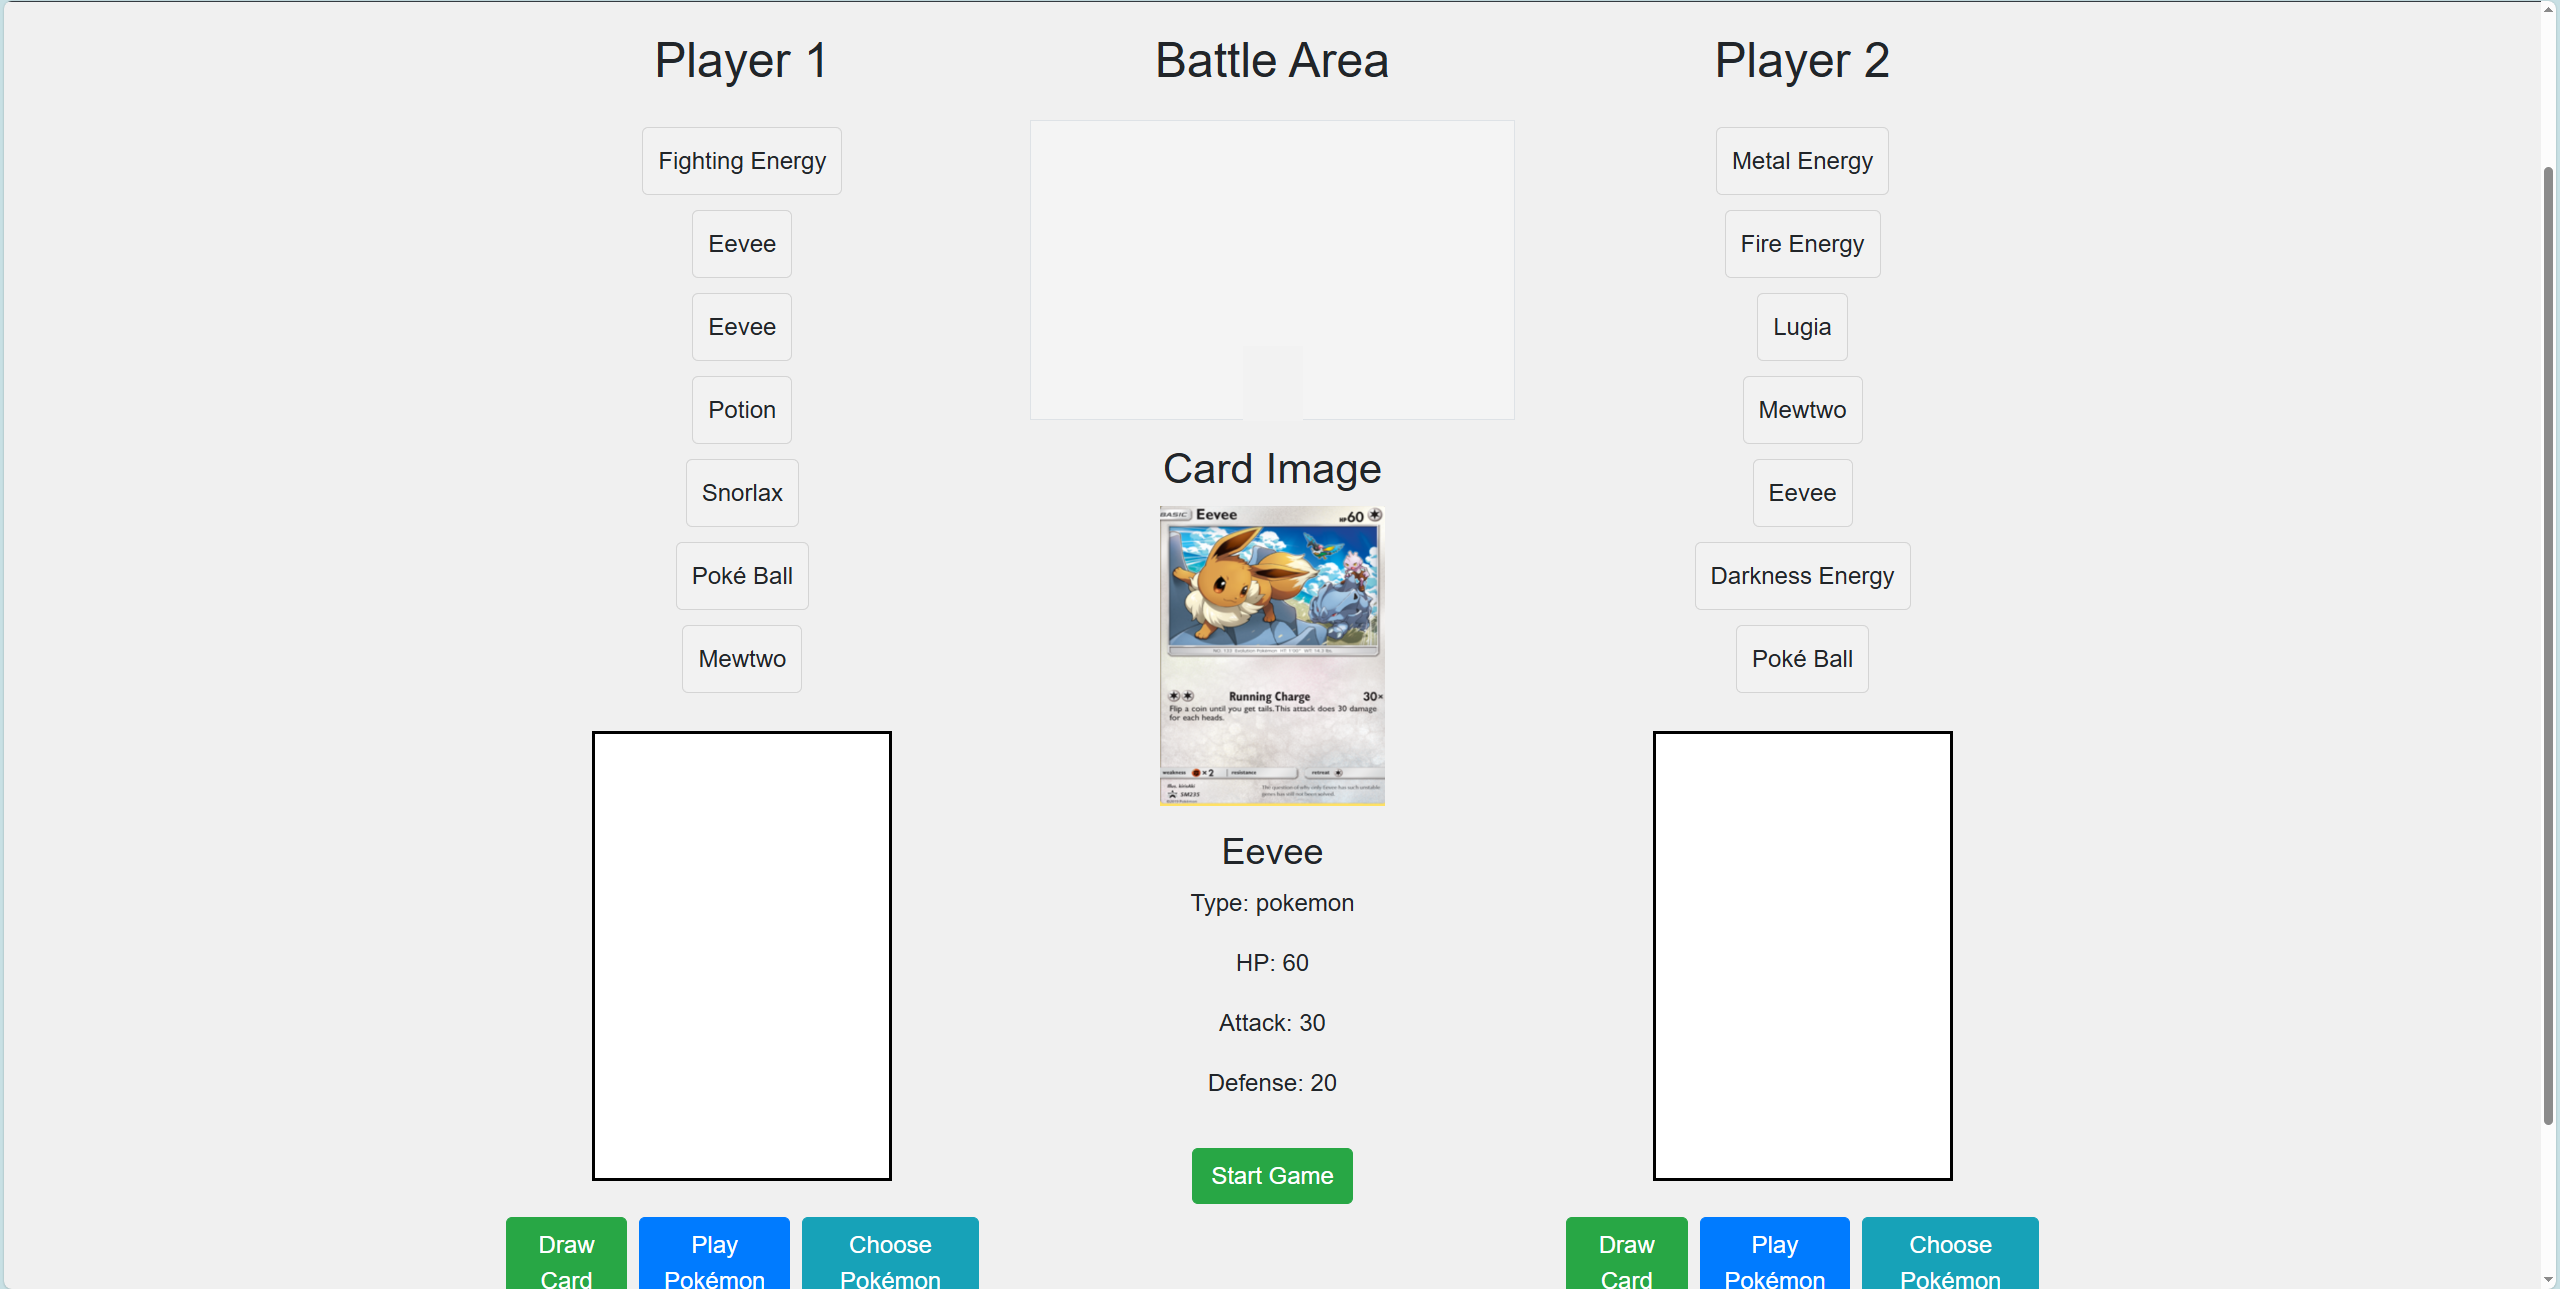 Player 1
Fighting Energy
Eevee
Eevee
Potion
Snorlax
Poké Ball
Mewtwo
Draw
Card
Play
Pokémon
Choose
Pokémon
Battle Area
Card Image
BASIC Eevee HP60
Running Charge 30×
Flip a coin until you get tails. This attack does 30 damage
for each heads.
weakness ×2 resistance retreat
SM235
Eevee
Type: pokemon
HP: 60
Attack: 30
Defense: 20
Start Game
Player 2
Metal Energy
Fire Energy
Lugia
Mewtwo
Eevee
Darkness Energy
Poké Ball
Draw
Card
Play
Pokémon
Choose
Pokémon